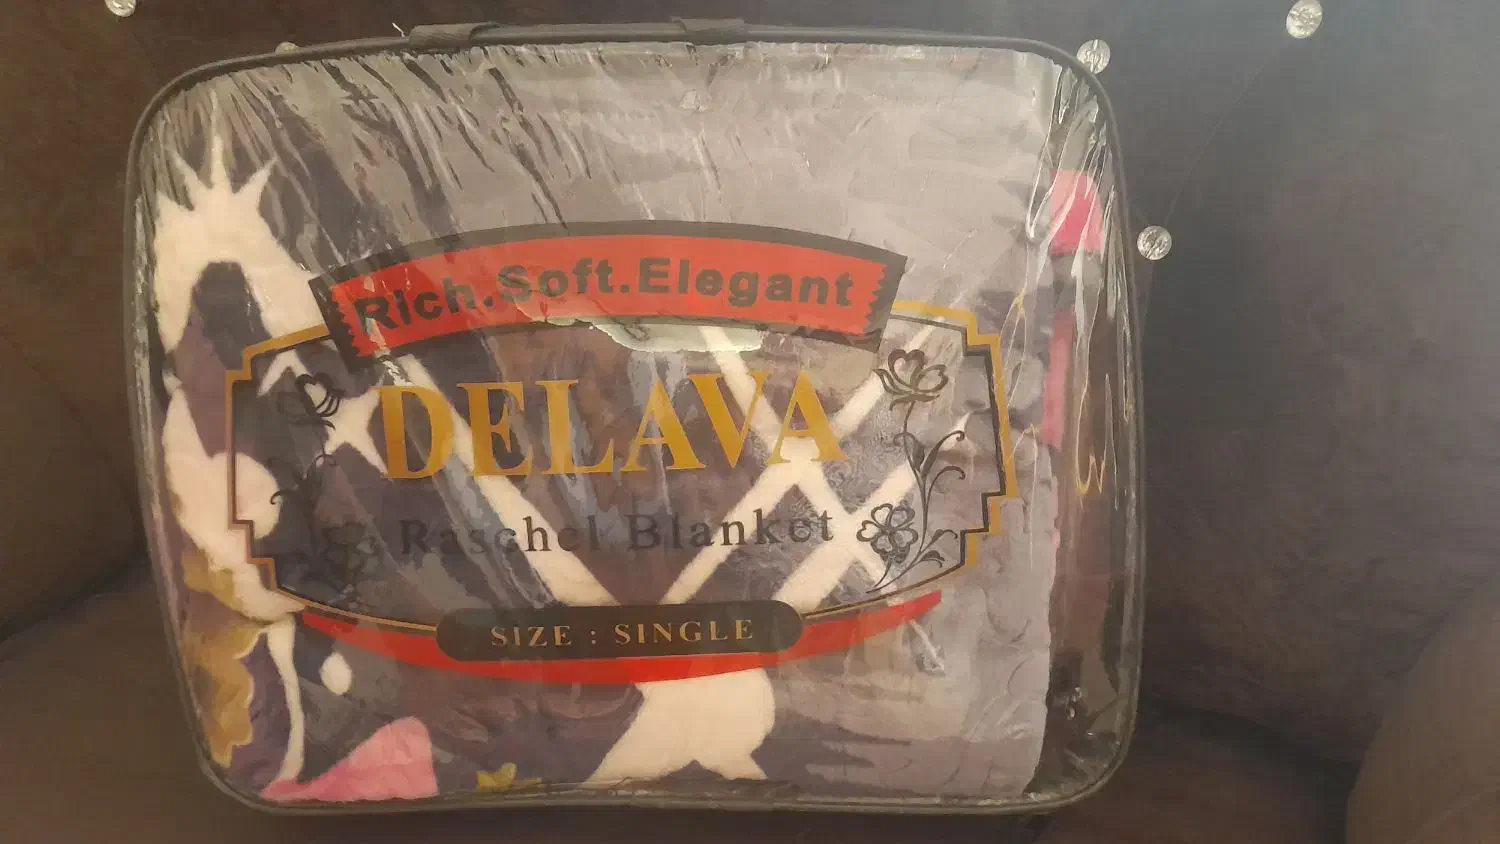 Rich.Soft.Elegant
DELAVA
Raschel Blanket
SIZE : SINGLE